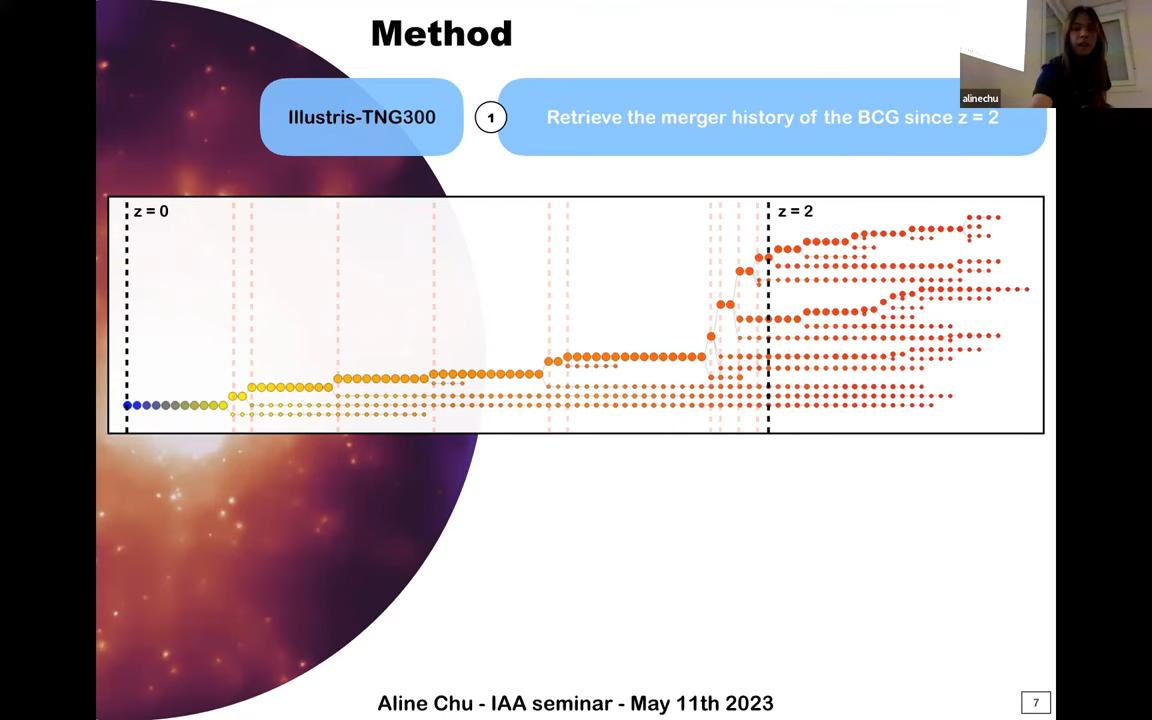 Method
alinechu
Illustris-TNG300
1
Retrieve the merger history of the BCG since z = 2
z = 0
z = 2
Aline Chu - IAA seminar - May 11th 2023
7